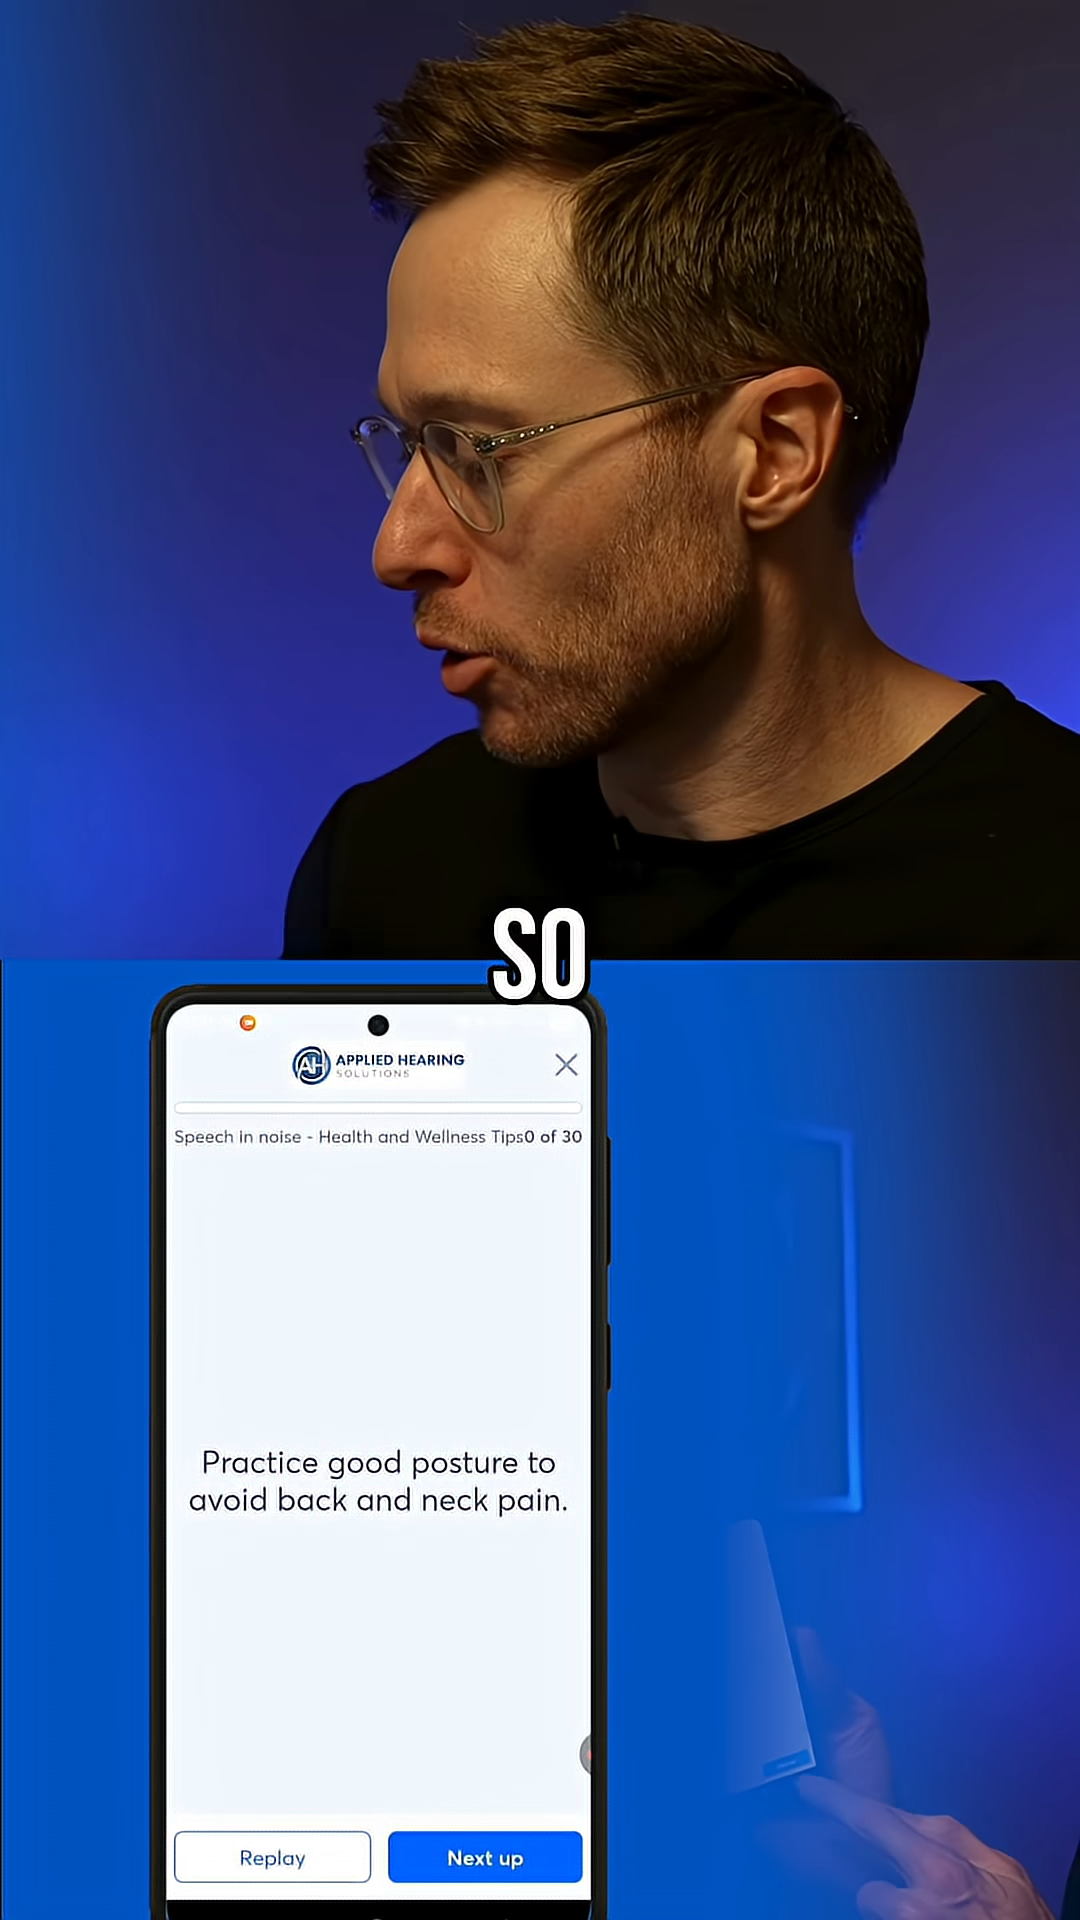 SO
AH APPLIED HEARING
SOLUTIONS
Speech in noise - Health and Wellness Tips0 of 30
Practice good posture to
avoid back and neck pain.
Replay
Next up